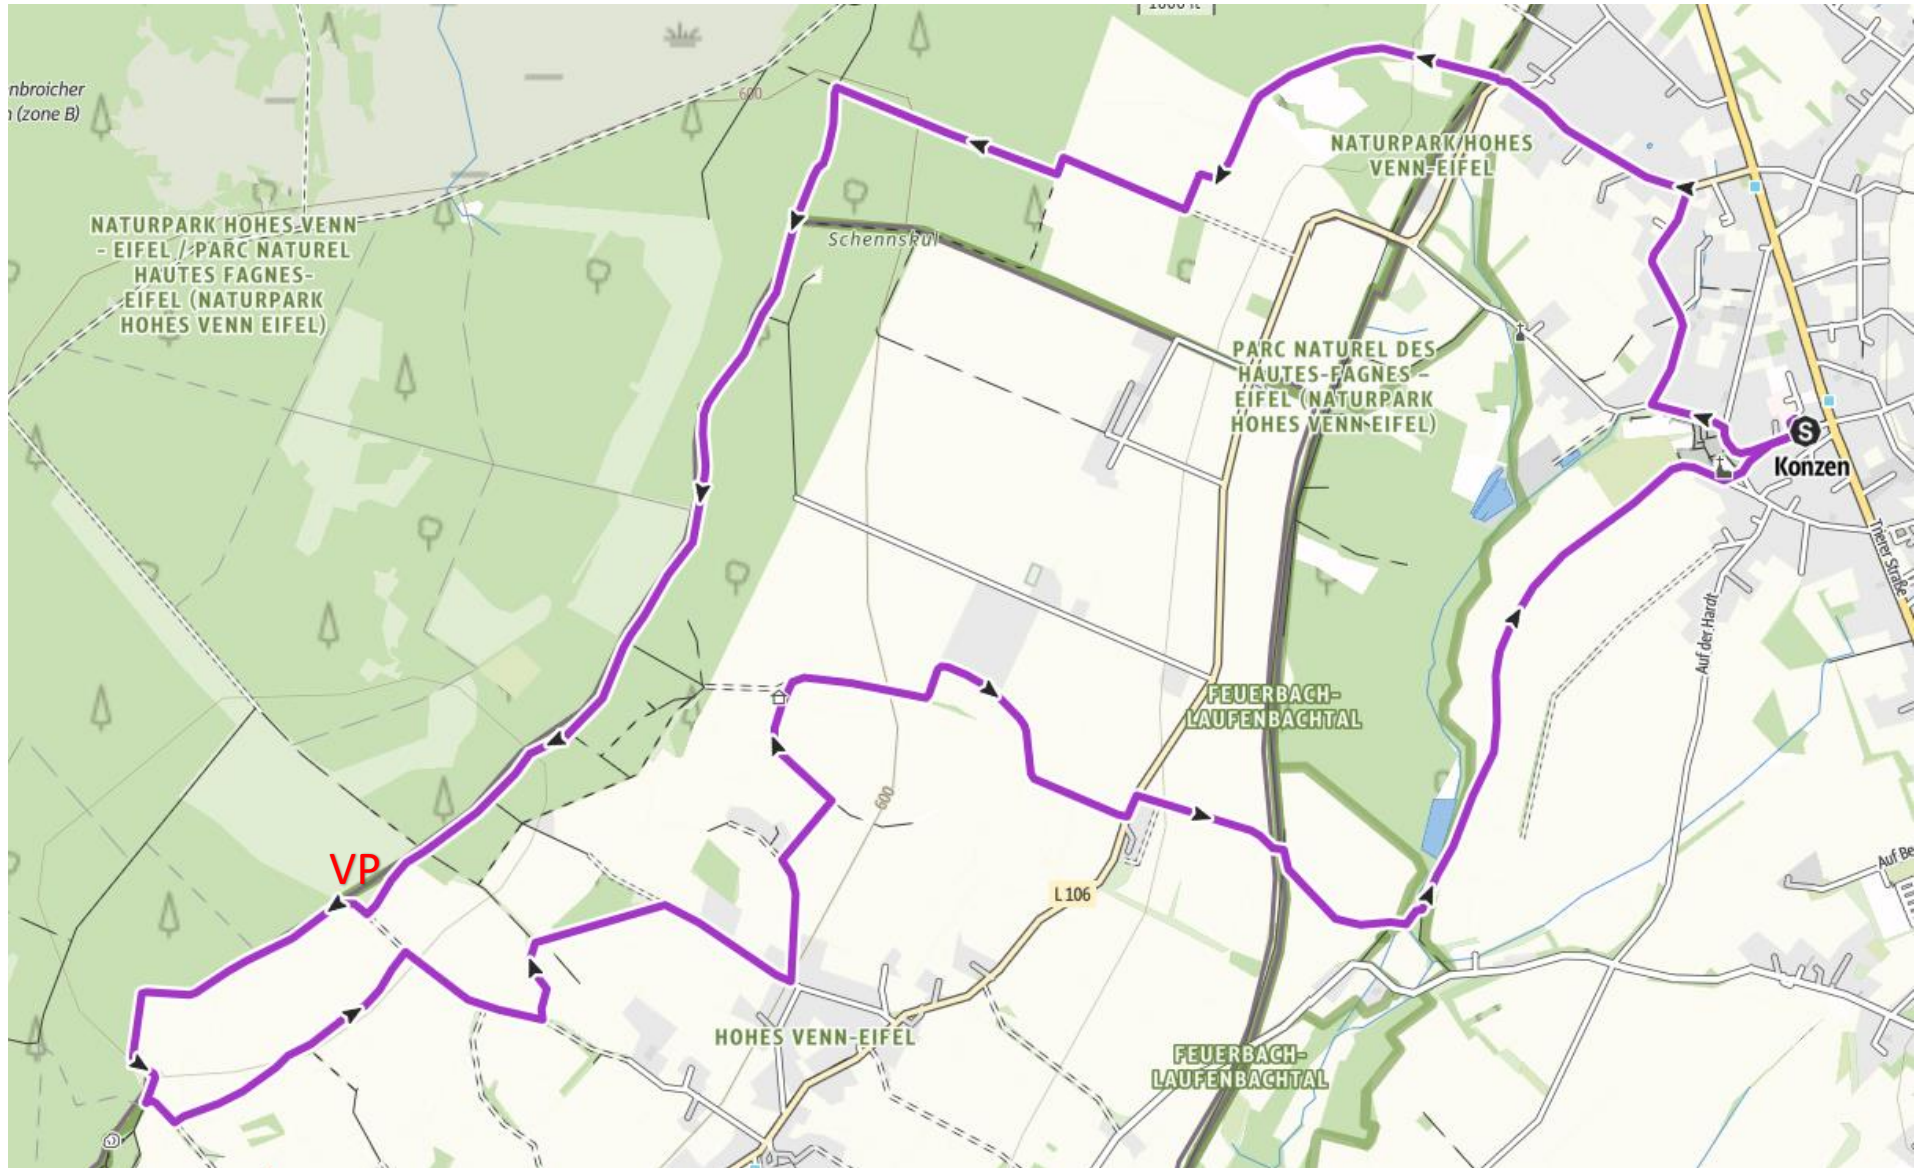 nbroicher
n (zone B)
600
NATURPARK HOHES VENN
- EIFEL / PARC NATUREL
HAUTES FAGNES-
EIFEL (NATURPARK
HOHES VENN EIFEL)
Schennskul
NATURPARK HOHES
VENN-EIFEL
PARC NATUREL DES
HAUTES-FAGNES –
EIFEL (NATURPARK
HOHES VENN EIFEL)
S
Konzen
Trierer Straße
Auf der Hardt
FEUERBACH-
LAUFENBACHTAL
600
VP
L 106
Auf Be
HOHES VENN-EIFEL
FEUERBACH-
LAUFENBACHTAL